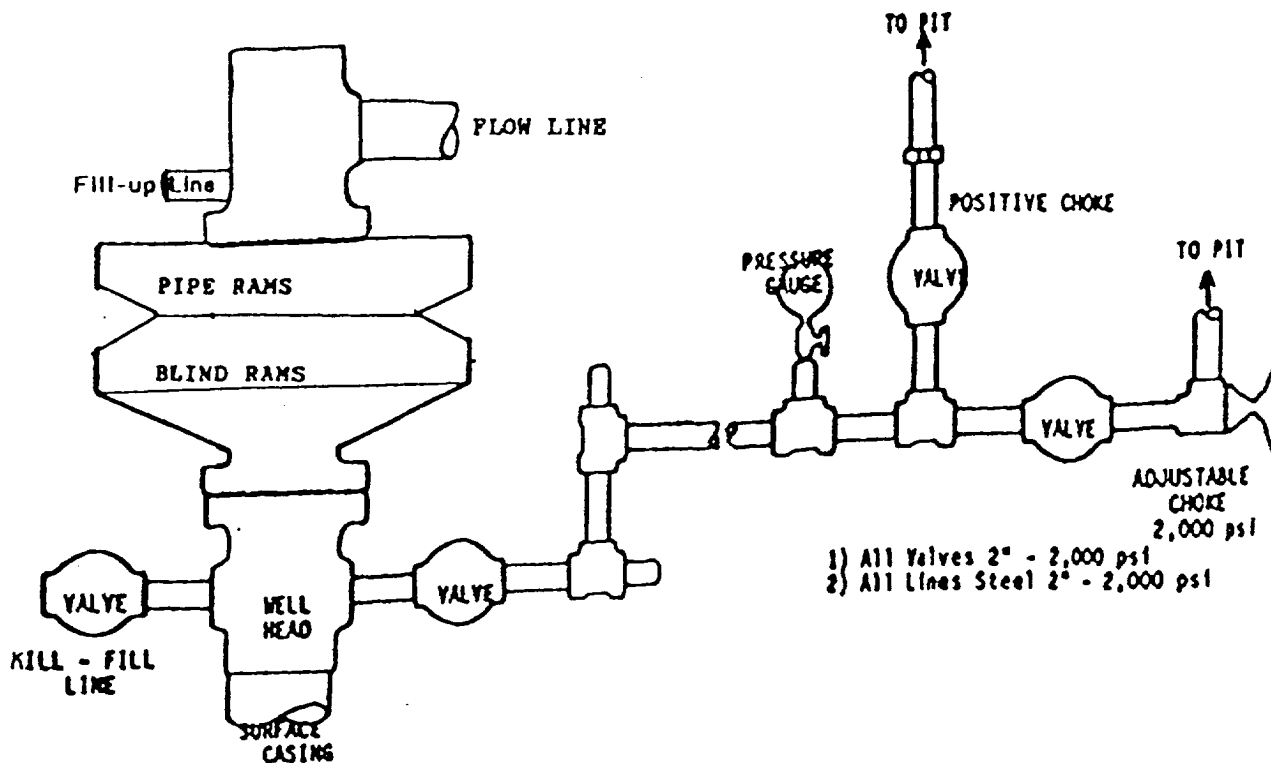 TO PIT
FLOW LINE
Fill-up Line
POSITIVE CHOKE
PIPE RAMS
PRESSURE
GAUGE
VALVE
TO PIT
BLIND RAMS
VALVE
ADJUSTABLE
CHOKE
2,000 psi
1) All Valves 2" - 2,000 psi
2) All Lines Steel 2" - 2,000 psi
VALVE
WELL
HEAD
VALVE
KILL - FILL
LINE
SURFACE
CASING